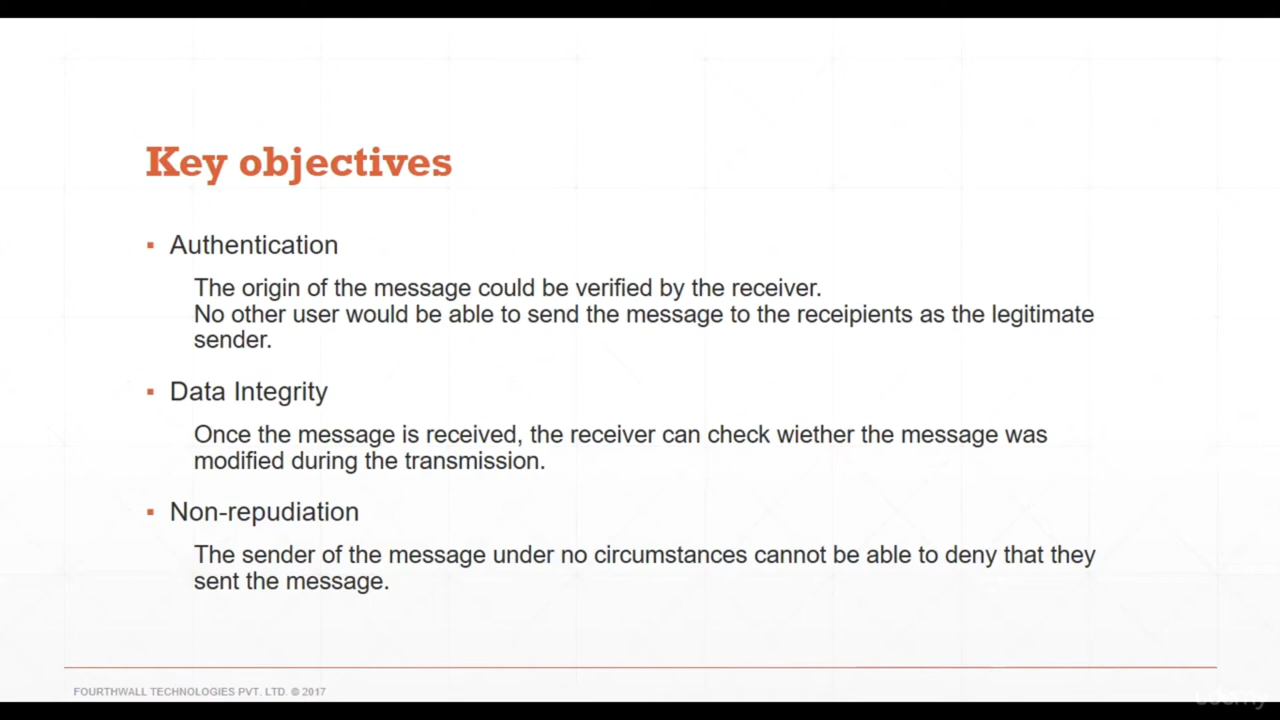 Key objectives
▪ Authentication
The origin of the message could be verified by the receiver.
No other user would be able to send the message to the receipients as the legitimate
sender.
▪ Data Integrity
Once the message is received, the receiver can check wiether the message was
modified during the transmission.
▪ Non-repudiation
The sender of the message under no circumstances cannot be able to deny that they
sent the message.
FOURTHWALL TECHNOLOGIES PVT. LTD. © 2017
udemy